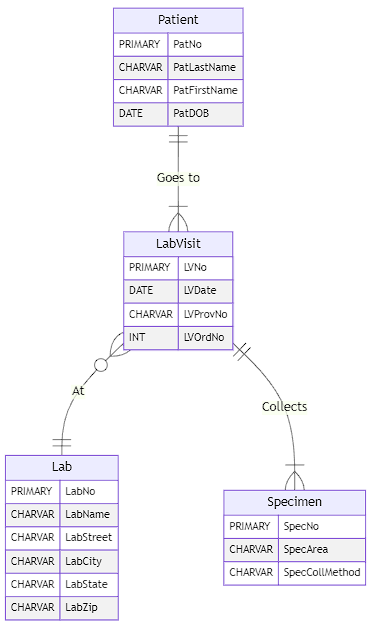 Patient
PRIMARY PatNo
CHARVAR PatLastName
CHARVAR PatFirstName
DATE PatDOB
Goes to
LabVisit
PRIMARY LVNo
DATE LVDate
CHARVAR LVProvNo
INT LVOrdNo
At
Collects
Lab
PRIMARY LabNo
CHARVAR LabName
CHARVAR LabStreet
CHARVAR LabCity
CHARVAR LabState
CHARVAR LabZip
Specimen
PRIMARY SpecNo
CHARVAR SpecArea
CHARVAR SpecCollMethod